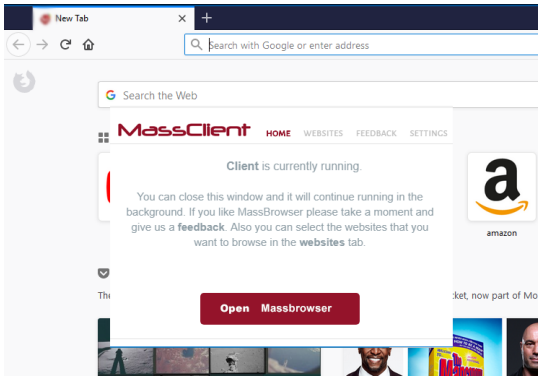 New Tab
Search with Google or enter address
Search the Web
MassClient HOME WEBSITES FEEDBACK SETTINGS
Client is currently running.
You can close this window and it will continue running in the
background. If you like MassBrowser please take a moment and
give us a feedback. Also you can select the websites that you
want to browse in the websites tab.
amazon
Open Massbrowser
cket, now part of Mo